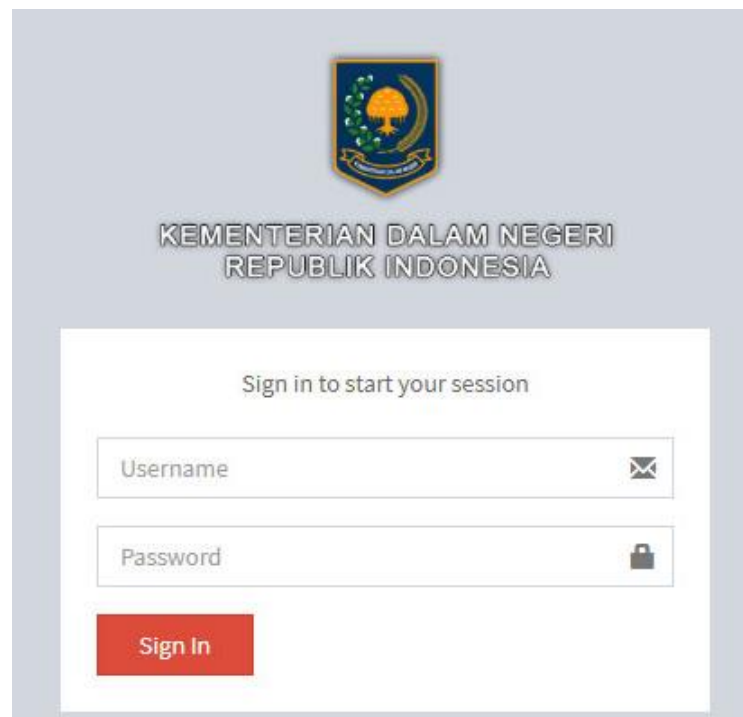 KEMENTERIAN DALAM NEGERI
REPUBLIK INDONESIA
Sign in to start your session
Username
Password
Sign In